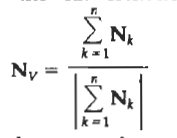 N_V = \frac{\sum_{k=1}^{n} N_k}{\left| \sum_{k=1}^{n} N_k \right|}